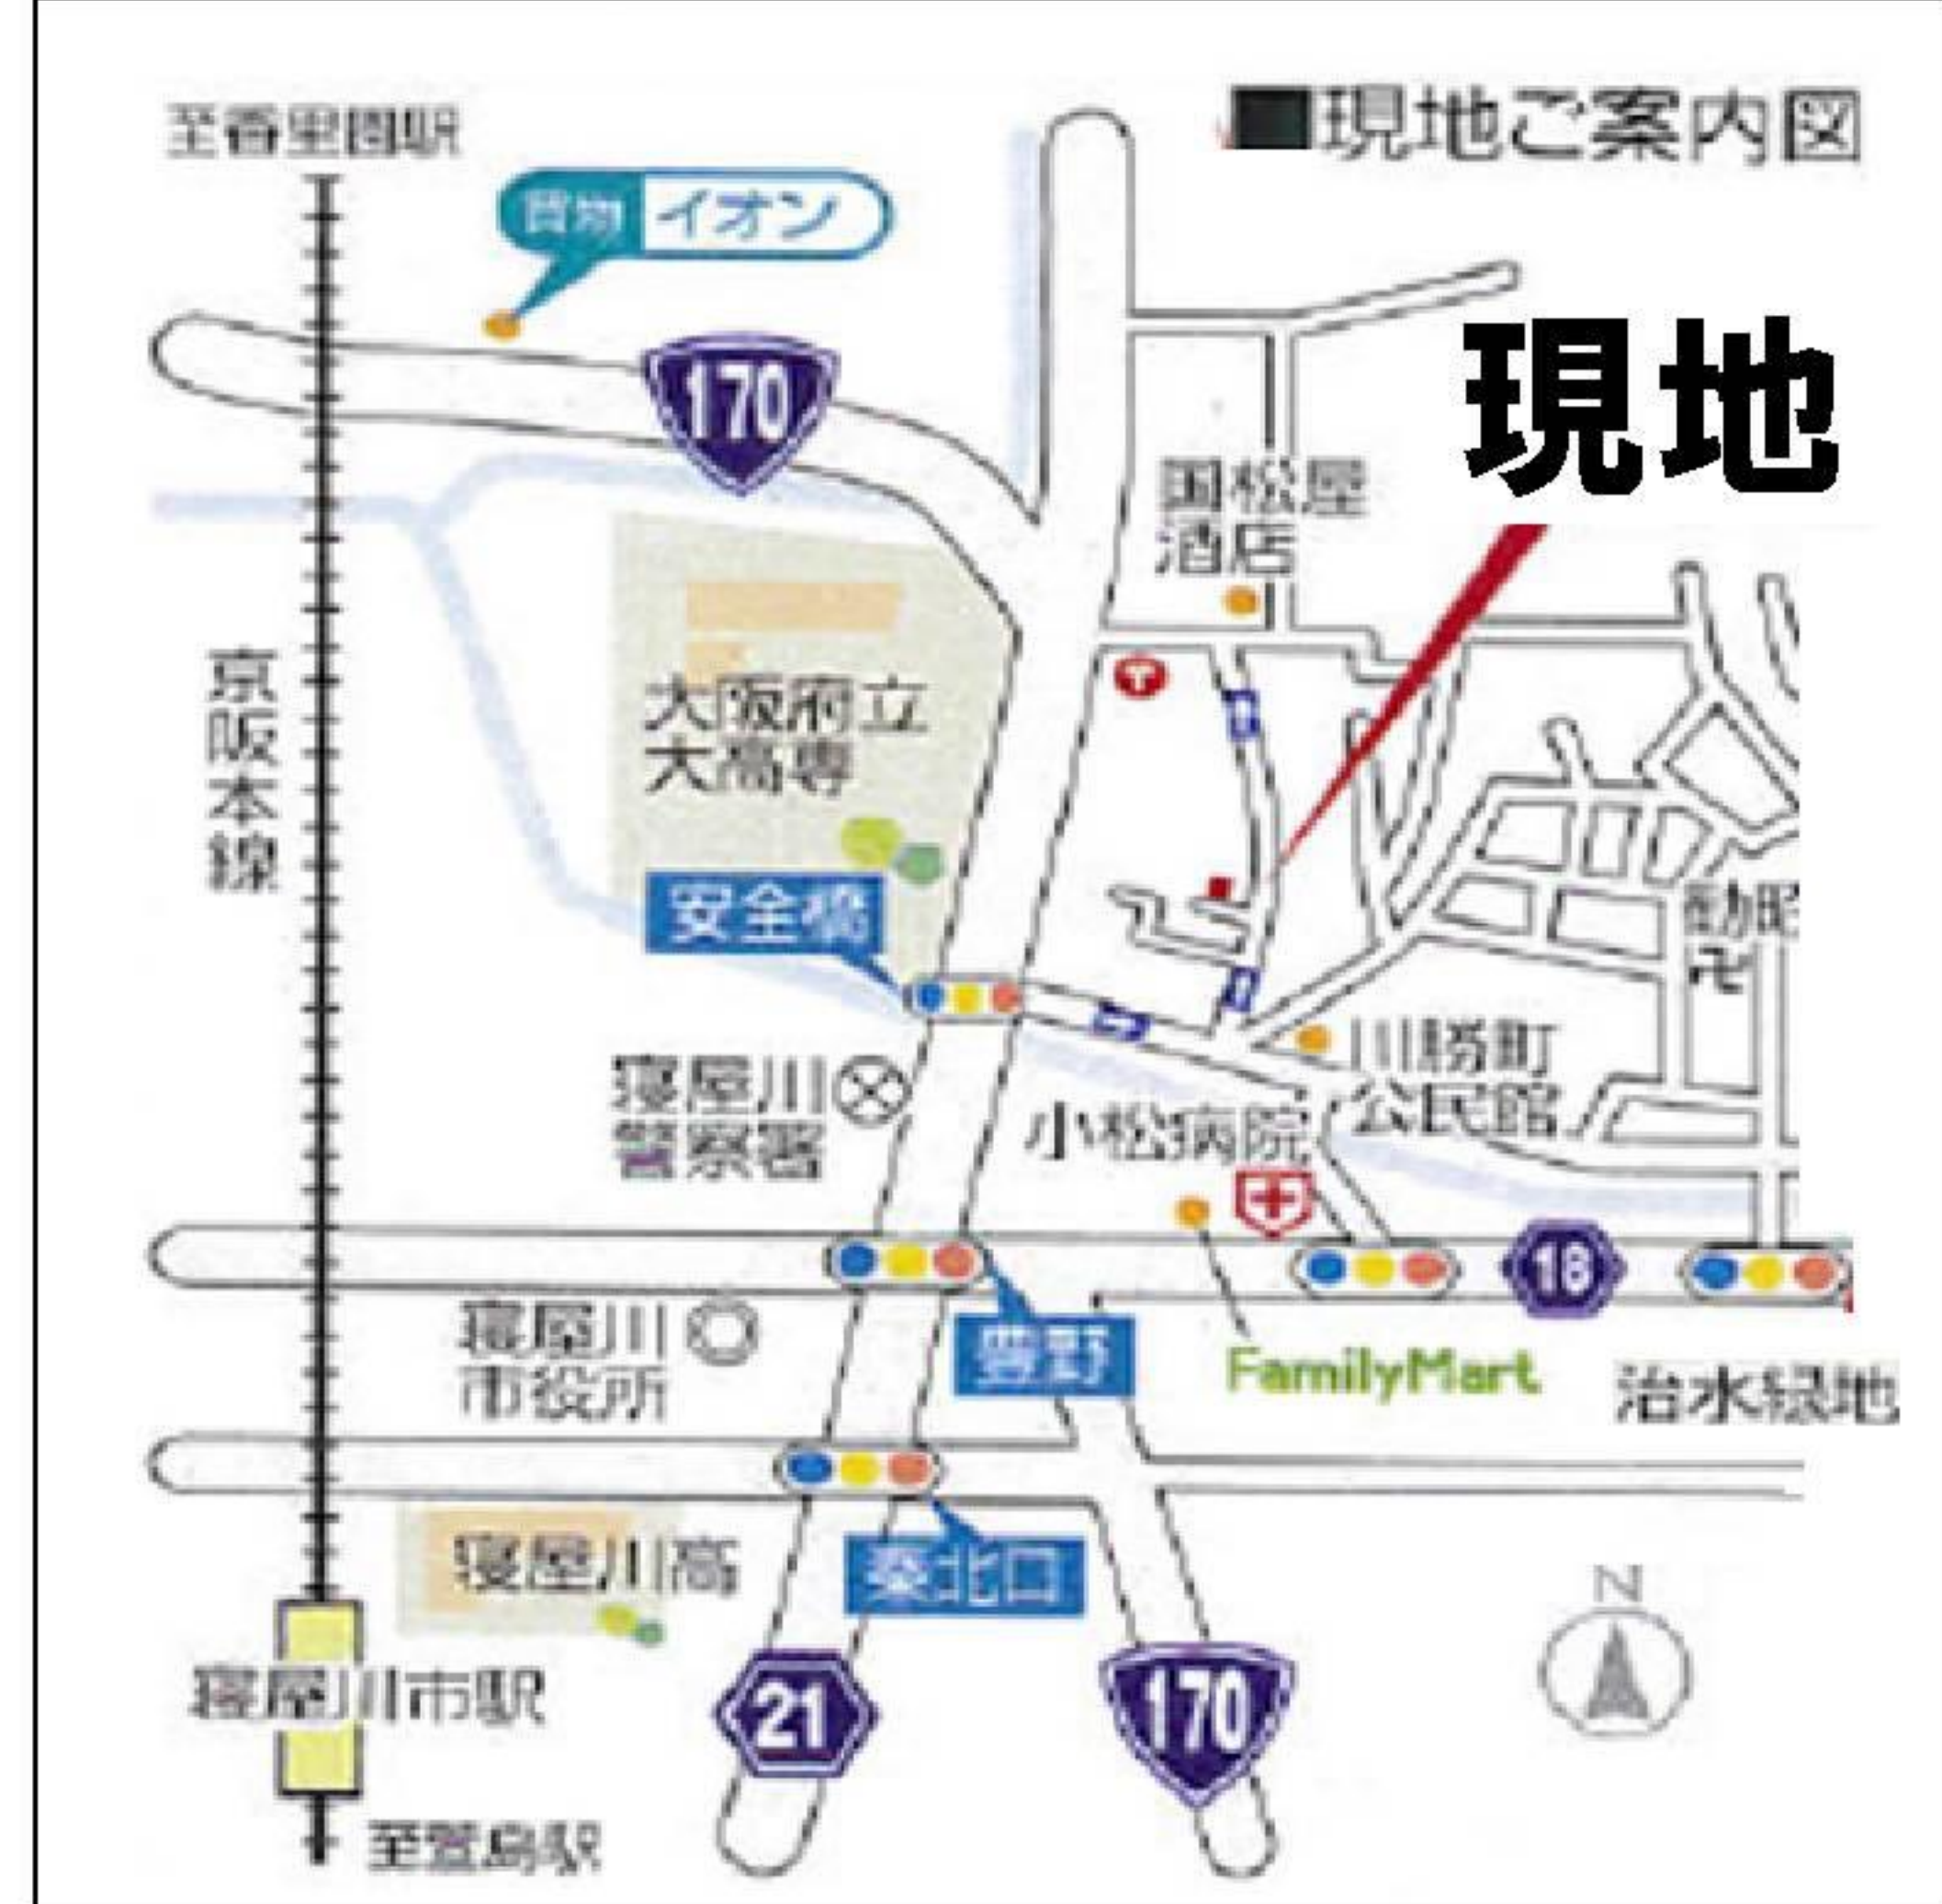 至香里園駅
■現地ご案内図
買物 イオン
170
現地
国松屋
酒店
京阪本線
大阪府立
大高専
安全橋
卍
川勝町
公民館
寝屋川
警察署
小松病院
18
寝屋川
市役所
豊野
FamilyMart
治水緑地
寝屋川高
秦北口
N
寝屋川市駅
21
170
至萱島駅